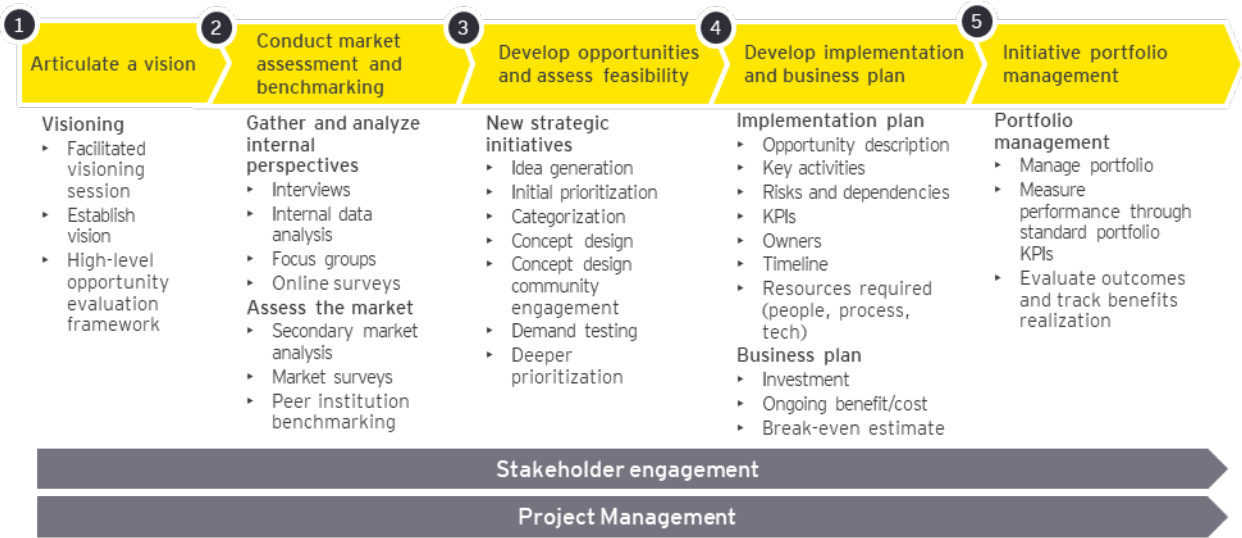 1
Articulate a vision
2
Conduct market
assessment and
benchmarking
3
Develop opportunities
and assess feasibility
4
Develop implementation
and business plan
5
Initiative portfolio
management
Visioning
‣ Facilitated
visioning
session
‣ Establish
vision
‣ High-level
opportunity
evaluation
framework
Gather and analyze
internal
perspectives
‣ Interviews
‣ Internal data
analysis
‣ Focus groups
‣ Online surveys
Assess the market
‣ Secondary market
analysis
‣ Market surveys
‣ Peer institution
benchmarking
New strategic
initiatives
‣ Idea generation
‣ Initial prioritization
‣ Categorization
‣ Concept design
‣ Concept design
community
engagement
‣ Demand testing
‣ Deeper
prioritization
Implementation plan
‣ Opportunity description
‣ Key activities
‣ Risks and dependencies
‣ KPIs
‣ Owners
‣ Timeline
‣ Resources required
(people, process,
tech)
Business plan
‣ Investment
‣ Ongoing benefit/cost
‣ Break-even estimate
Portfolio
management
‣ Manage portfolio
‣ Measure
performance through
standard portfolio
KPIs
‣ Evaluate outcomes
and track benefits
realization
Stakeholder engagement
Project Management